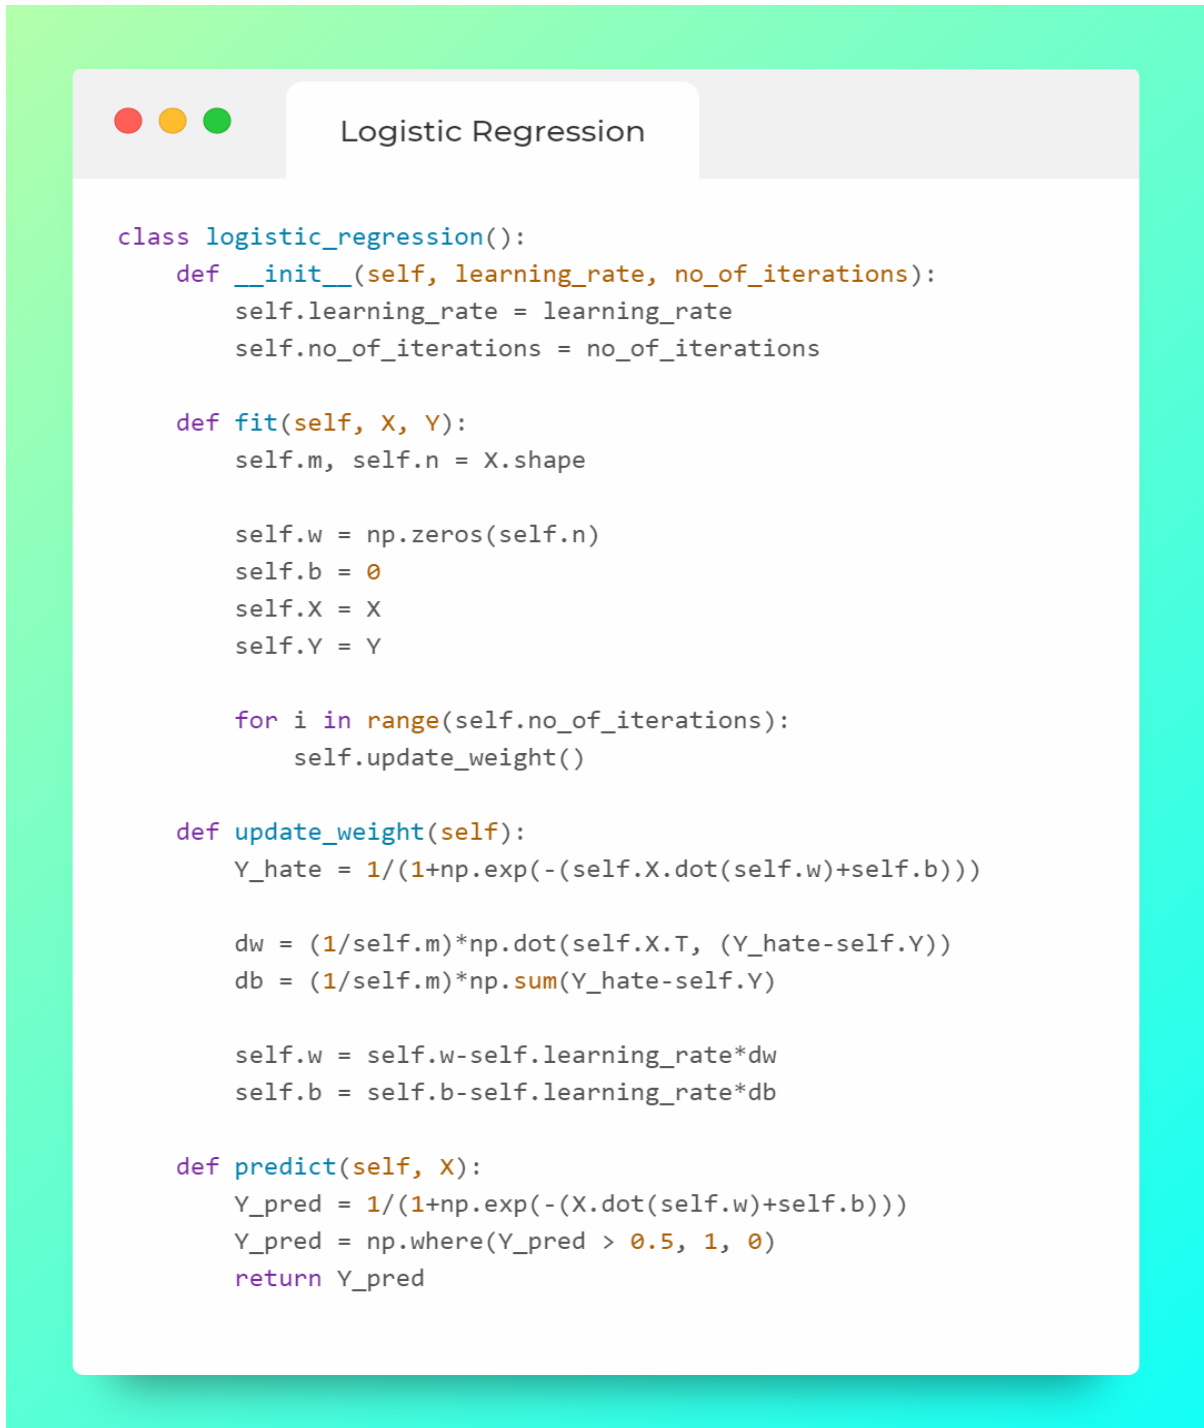 Logistic Regression
class logistic_regression():
    def __init__(self, learning_rate, no_of_iterations):
        self.learning_rate = learning_rate
        self.no_of_iterations = no_of_iterations

    def fit(self, X, Y):
        self.m, self.n = X.shape

        self.w = np.zeros(self.n)
        self.b = 0
        self.X = X
        self.Y = Y

        for i in range(self.no_of_iterations):
            self.update_weight()

    def update_weight(self):
        Y_hate = 1/(1+np.exp(-(self.X.dot(self.w)+self.b)))

        dw = (1/self.m)*np.dot(self.X.T, (Y_hate-self.Y))
        db = (1/self.m)*np.sum(Y_hate-self.Y)

        self.w = self.w-self.learning_rate*dw
        self.b = self.b-self.learning_rate*db

    def predict(self, X):
        Y_pred = 1/(1+np.exp(-(X.dot(self.w)+self.b)))
        Y_pred = np.where(Y_pred > 0.5, 1, 0)
        return Y_pred